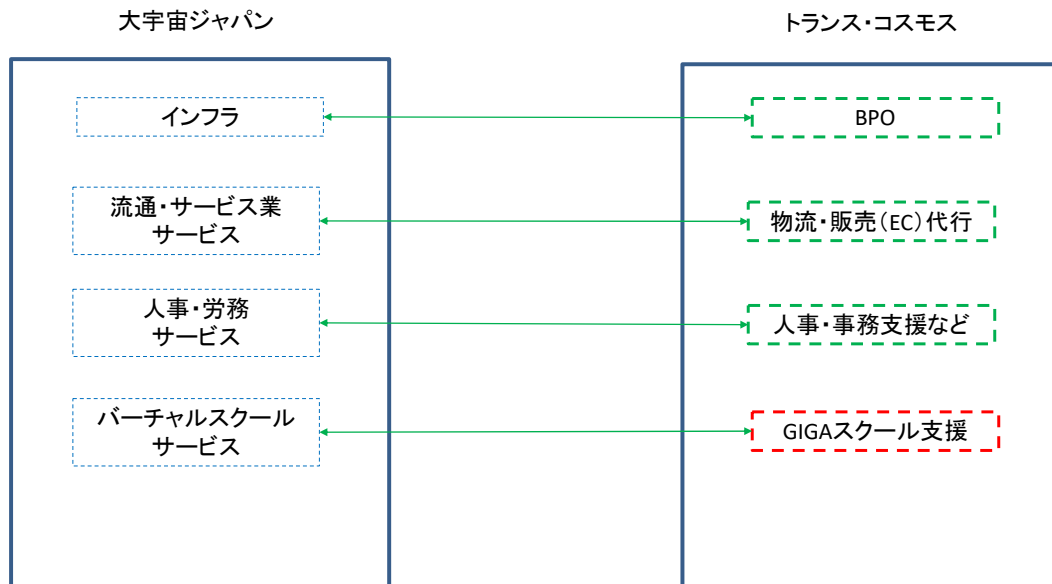 大宇宙ジャパン
トランス・コスモス
インフラ
BPO
流通・サービス業
サービス
物流・販売（EC）代行
人事・労務
サービス
人事・事務支援など
バーチャルスクール
サービス
GIGAスクール支援